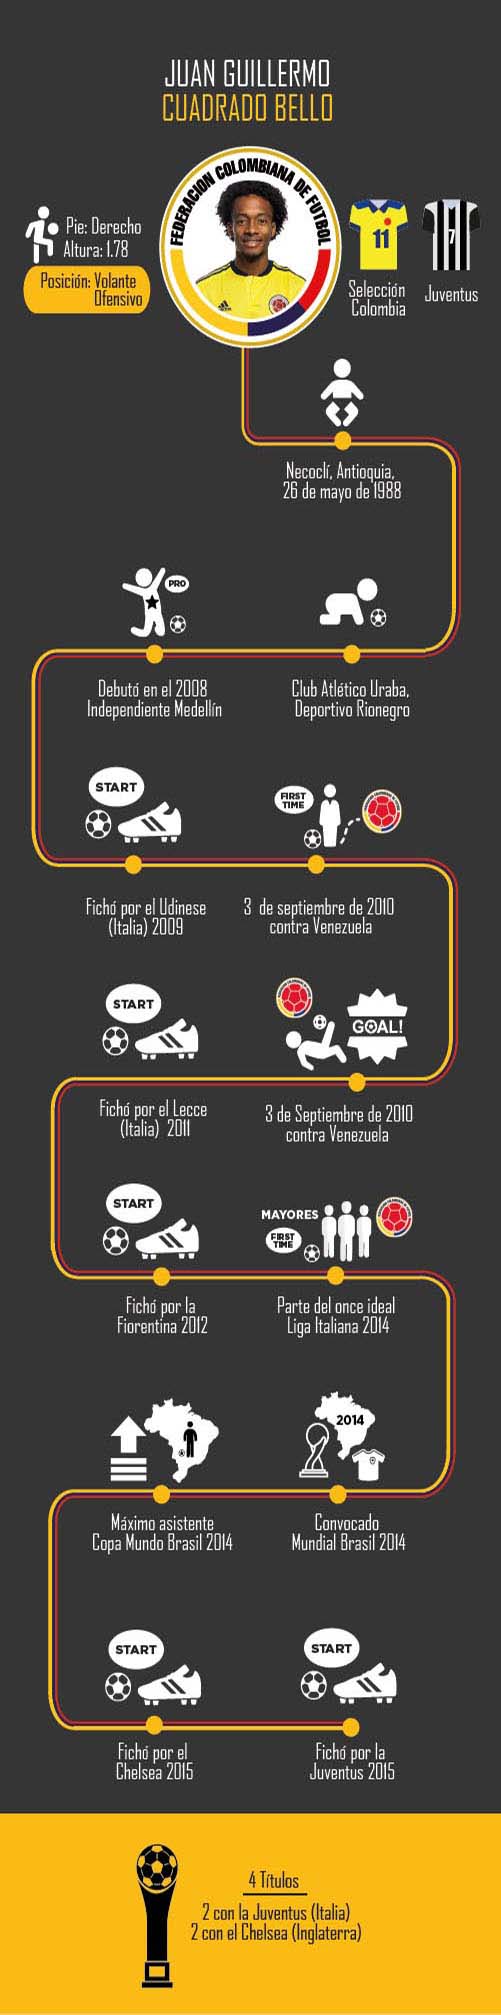 JUAN GUILLERMO
CUADRADO BELLO
FEDERACION COLOMBIANA DE FUTBOL
Pie: Derecho
Altura: 1.78
Posición: Volante
Ofensivo
11
Selección
Colombia
7
Juventus
Necoclí, Antioquia,
26 de mayo de 1988
PRO
Debutó en el 2008
Independiente Medellín
Club Atlético Uraba,
Deportivo Rionegro
START
Fichó por el Udinese
(Italia) 2009
FIRST
TIME
3 de septiembre de 2010
contra Venezuela
START
Fichó por el Lecce
(Italia) 2011
GOAL!
3 de Septiembre de 2010
contra Venezuela
START
Fichó por la
Fiorentina 2012
MAYORES
FIRST
TIME
Parte del once ideal
Liga Italiana 2014
Máximo asistente
Copa Mundo Brasil 2014
2014
Convocado
Mundial Brasil 2014
START
Fichó por el
Chelsea 2015
START
Fichó por la
Juventus 2015
4 Títulos
2 con la Juventus (Italia)
2 con el Chelsea (Inglaterra)